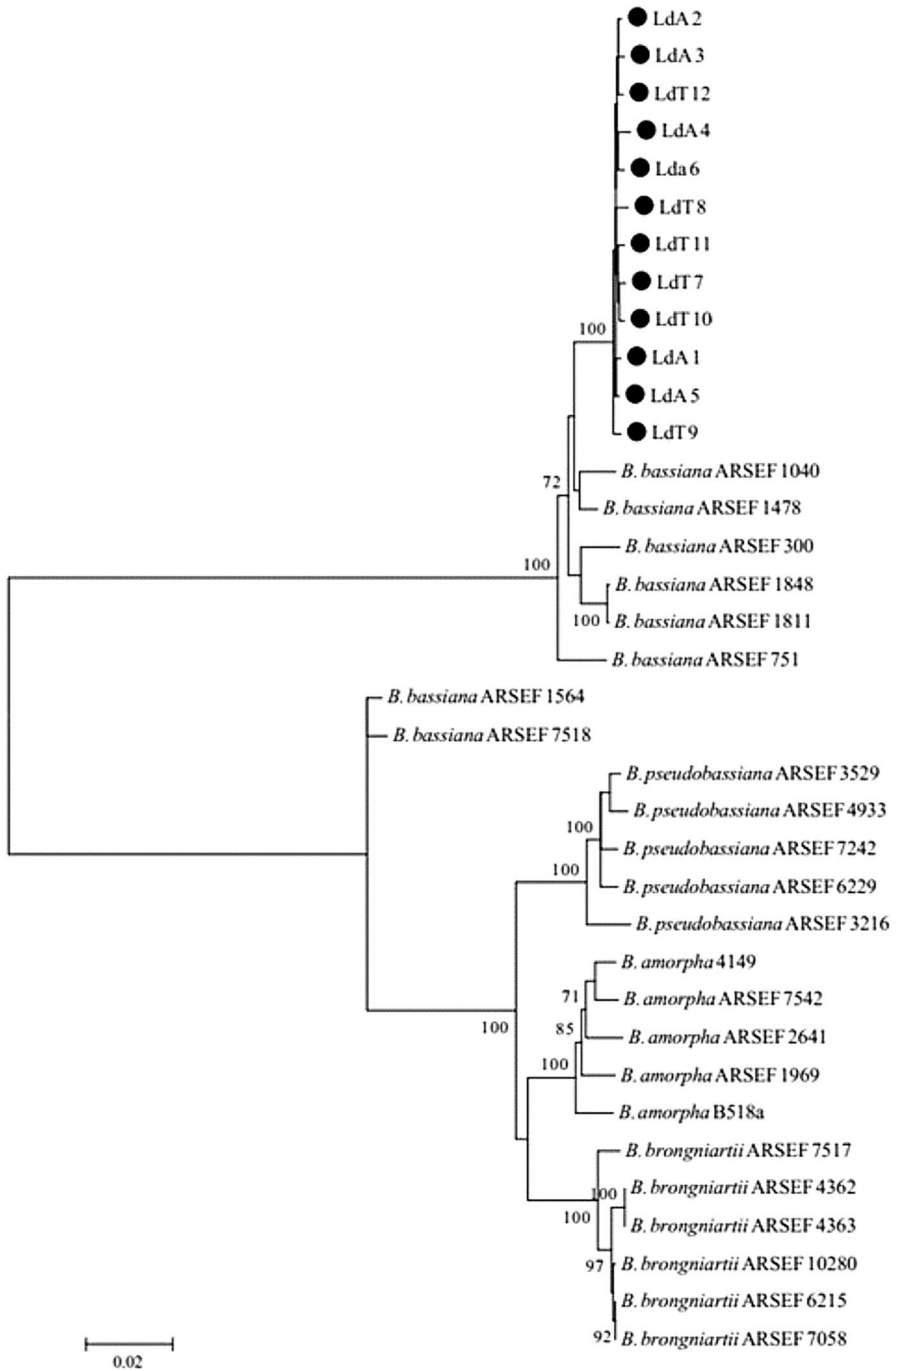 LdA 2
LdA 3
LdT 12
LdA 4
Lda 6
LdT 8
LdT 11
LdT 7
LdT 10
100
LdA 1
LdA 5
LdT 9
B. bassiana ARSEF 1040
72
B. bassiana ARSEF 1478
B. bassiana ARSEF 300
100
B. bassiana ARSEF 1848
100
B. bassiana ARSEF 1811
B. bassiana ARSEF 751
B. bassiana ARSEF 1564
B. bassiana ARSEF 7518
B. pseudobassiana ARSEF 3529
B. pseudobassiana ARSEF 4933
100
B. pseudobassiana ARSEF 7242
100
B. pseudobassiana ARSEF 6229
B. pseudobassiana ARSEF 3216
B. amorpha 4149
71
B. amorpha ARSEF 7542
100
85
B. amorpha ARSEF 2641
100
B. amorpha ARSEF 1969
B. amorpha B518a
B. brongniartii ARSEF 7517
100
B. brongniartii ARSEF 4362
100
B. brongniartii ARSEF 4363
97
B. brongniartii ARSEF 10280
B. brongniartii ARSEF 6215
92
B. brongniartii ARSEF 7058
0.02